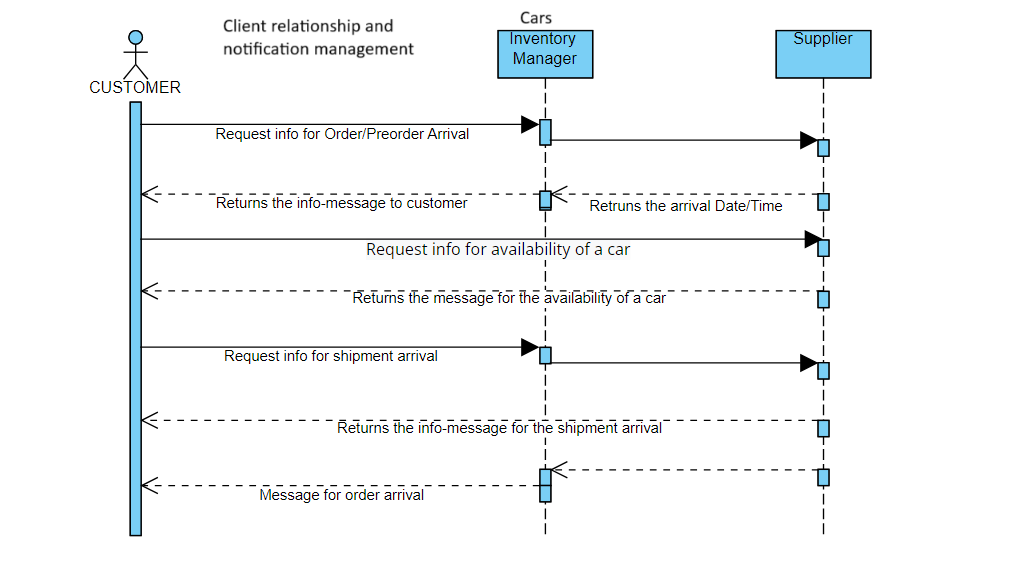 Client relationship and
notification management
Cars
Inventory
Manager
Supplier
CUSTOMER
Request info for Order/Preorder Arrival
Returns the info-message to customer
Retruns the arrival Date/Time
Request info for availability of a car
Returns the message for the availability of a car
Request info for shipment arrival
Returns the info-message for the shipment arrival
Message for order arrival